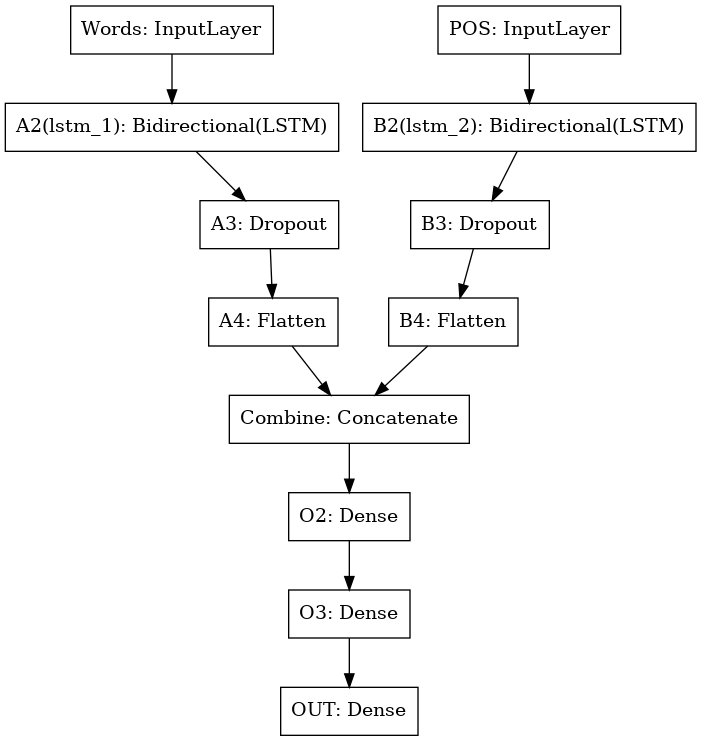 Words: InputLayer
POS: InputLayer
A2(lstm_1): Bidirectional(LSTM)
B2(lstm_2): Bidirectional(LSTM)
A3: Dropout
B3: Dropout
A4: Flatten
B4: Flatten
Combine: Concatenate
O2: Dense
O3: Dense
OUT: Dense